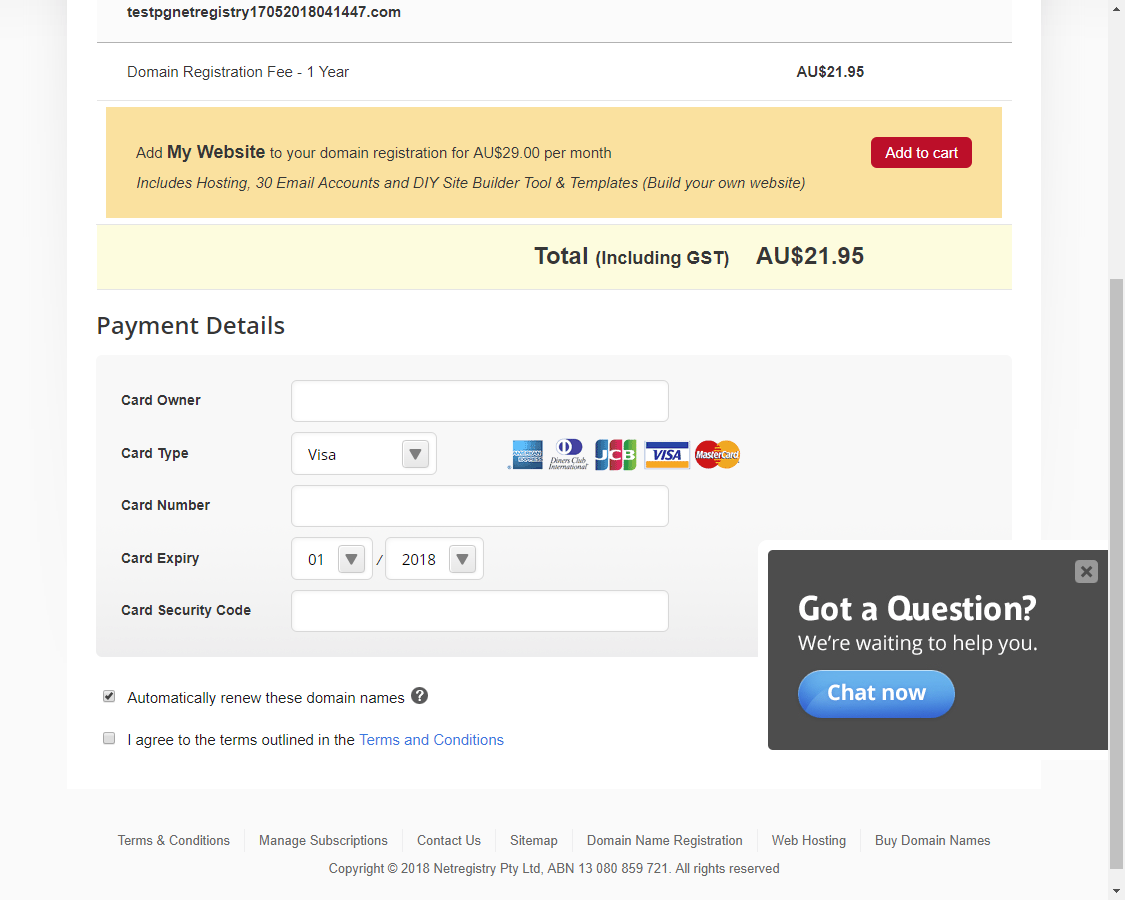 testpgnetregistry17052018041447.com
Domain Registration Fee - 1 Year AU$21.95
Add My Website to your domain registration for AU$29.00 per month Add to cart
Includes Hosting, 30 Email Accounts and DIY Site Builder Tool & Templates (Build your own website)
Total (Including GST) AU$21.95
Payment Details
Card Owner
Card Type Visa AMERICAN EXPRESS Diners Club International JCB VISA MasterCard
Card Number
Card Expiry 01 / 2018
Card Security Code
Got a Question?
We're waiting to help you.
Chat now
Automatically renew these domain names ?
I agree to the terms outlined in the Terms and Conditions
Terms & Conditions Manage Subscriptions Contact Us Sitemap Domain Name Registration Web Hosting Buy Domain Names
Copyright © 2018 Netregistry Pty Ltd, ABN 13 080 859 721. All rights reserved